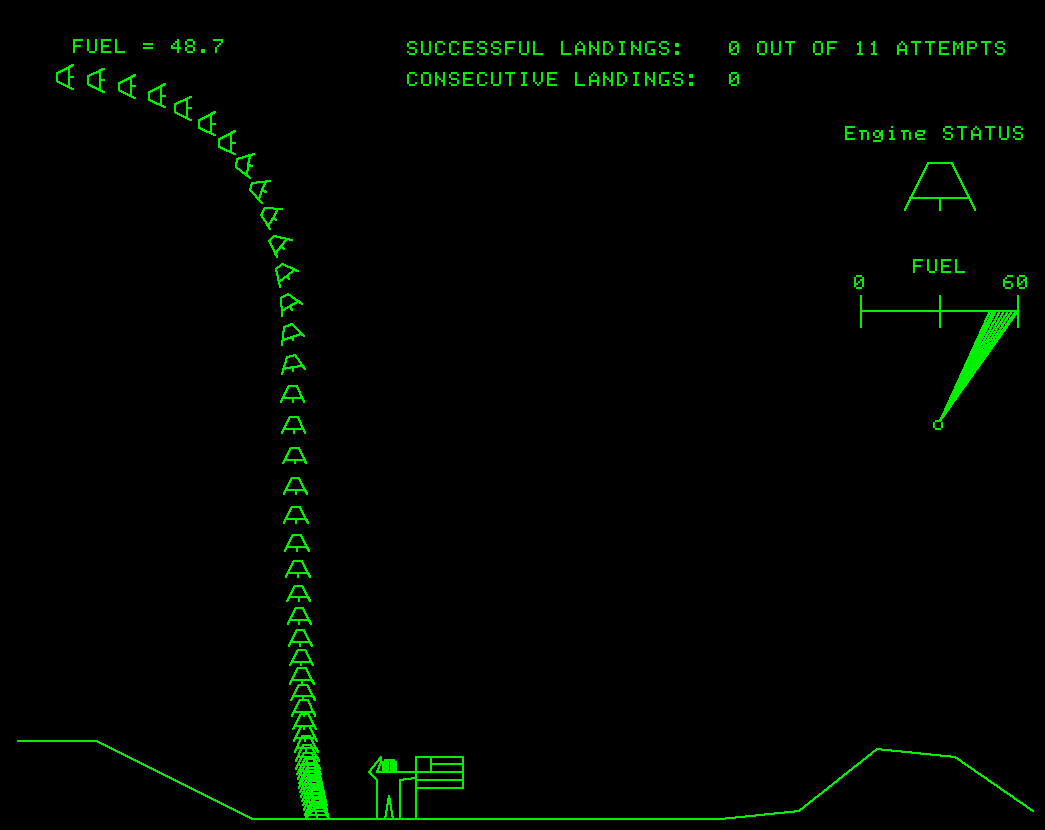 FUEL = 48.7
SUCCESSFUL LANDINGS: 0 OUT OF 11 ATTEMPTS
CONSECUTIVE LANDINGS: 0
Engine STATUS
FUEL
0 60